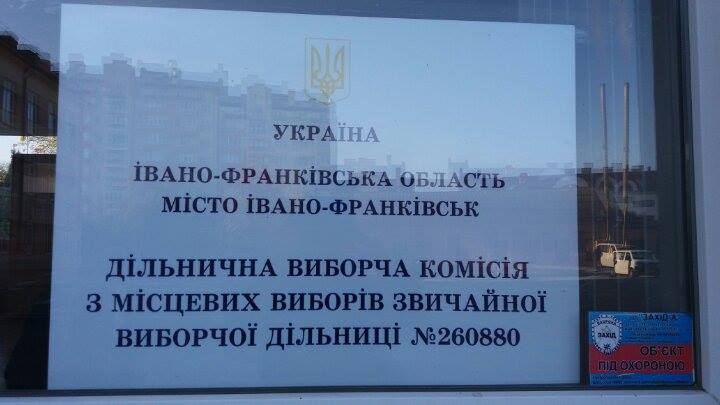 УКРАЇНА
ІВАНО-ФРАНКІВСЬКА ОБЛАСТЬ
МІСТО ІВАНО-ФРАНКІВСЬК
ДІЛЬНИЧНА ВИБОРЧА КОМІСІЯ
З МІСЦЕВИХ ВИБОРІВ ЗВИЧАЙНОЇ
ВИБОРЧОЇ ДІЛЬНИЦІ №260880
ЗАХІД-А
ЗАХІД
ОБ'ЄКТ
ПІД ОХОРОНОЮ